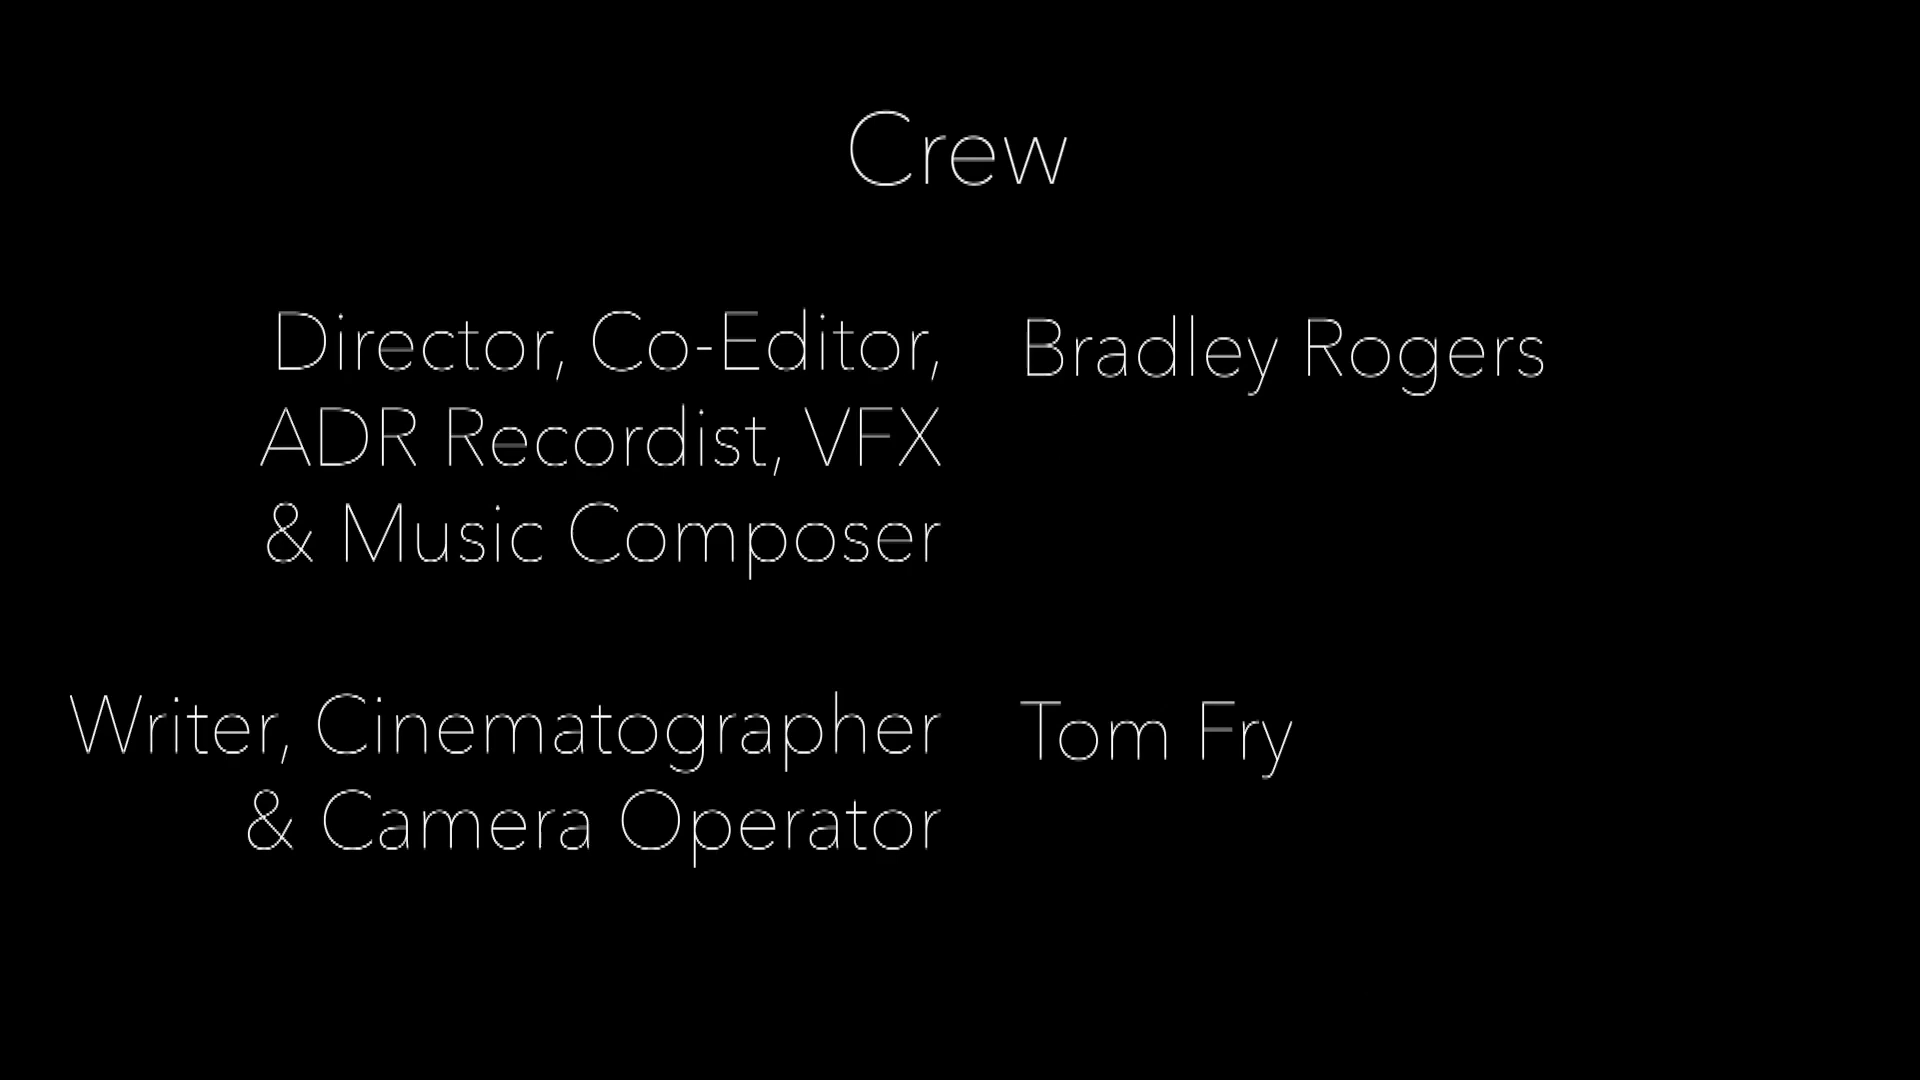 Crew
Director, Co-Editor,
ADR Recordist, VFX
& Music Composer
Bradley Rogers
Writer, Cinematographer
& Camera Operator
Tom Fry